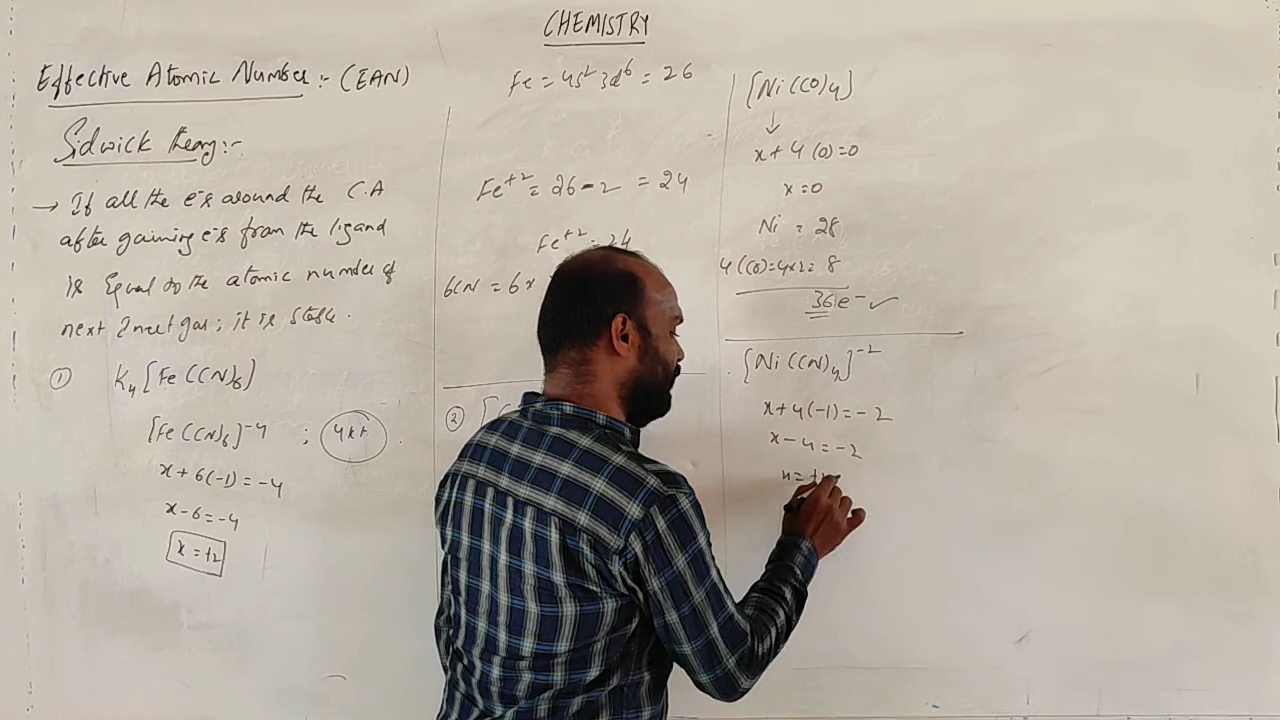 CHEMISTRY
Effective Atomic Number:- (EAN)
Sidwick theory:-
→ If all the e⁻s around the C.A
after gaining e⁻s from the ligand
is Equal to the atomic number of
next Inert gas; it is stable.
① K₄[Fe(CN)₆]
[Fe(CN)₆]⁻⁴ ; 4K+.
x + 6(-1) = -4
x - 6 = -4
x = +2
Fe = 4s² 3d⁶ = 26
Fe⁺² = 26 - 2 = 24
Fe⁺² = 24
6CN = 6×
② [
[Ni(CO)4]
↓
x + 4(0) = 0
x = 0
Ni = 28
4(CO) = 4×2 = 8
36e⁻ ✓
[Ni(CN)₄]⁻²
x + 4(-1) = -2
x - 4 = -2
x = +